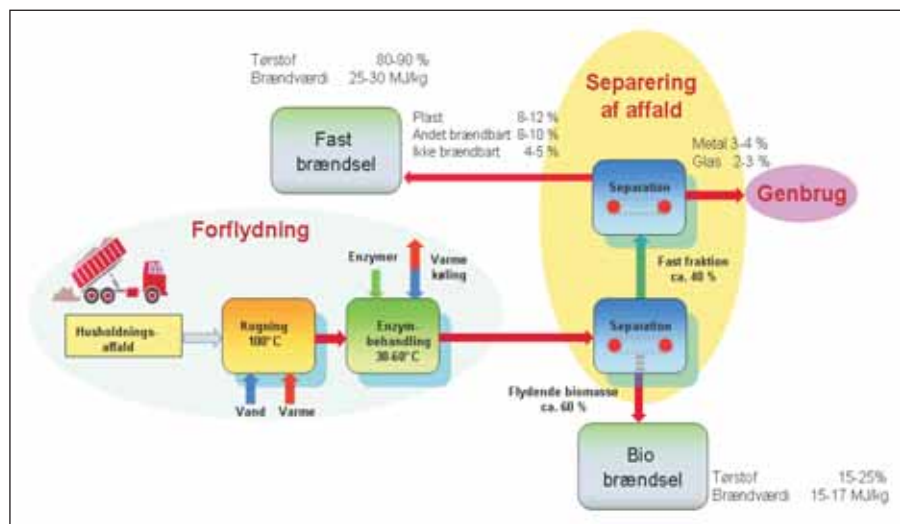 Tørstof 80-90 %
Brændværdi 25-30 MJ/kg
Separering
af affald
Fast
brændsel
Plast 8-12 %
Andet brændbart 8-10 %
Ikke brændbart 4-5 %
Metal 3-4 %
Glas 2-3 %
Separation
Genbrug
Forflydning
Enzymer
Varme
køling
Fast fraktion
ca. 40 %
Husholdnings-
affald
Kogning
100°C
Enzym-
behandling
30-60°C
Separation
Vand
Varme
Flydende biomasse
ca. 60 %
Bio
brændsel
Tørstof 15-25%
Brændværdi 15-17 MJ/kg